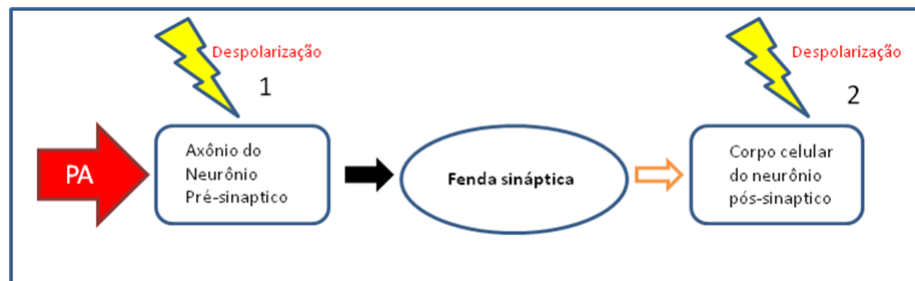 Despolarização
1
PA
Axônio do
Neurônio
Pré-sinaptico
Fenda sináptica
Despolarização
2
Corpo celular
do neurônio
pós-sinaptico